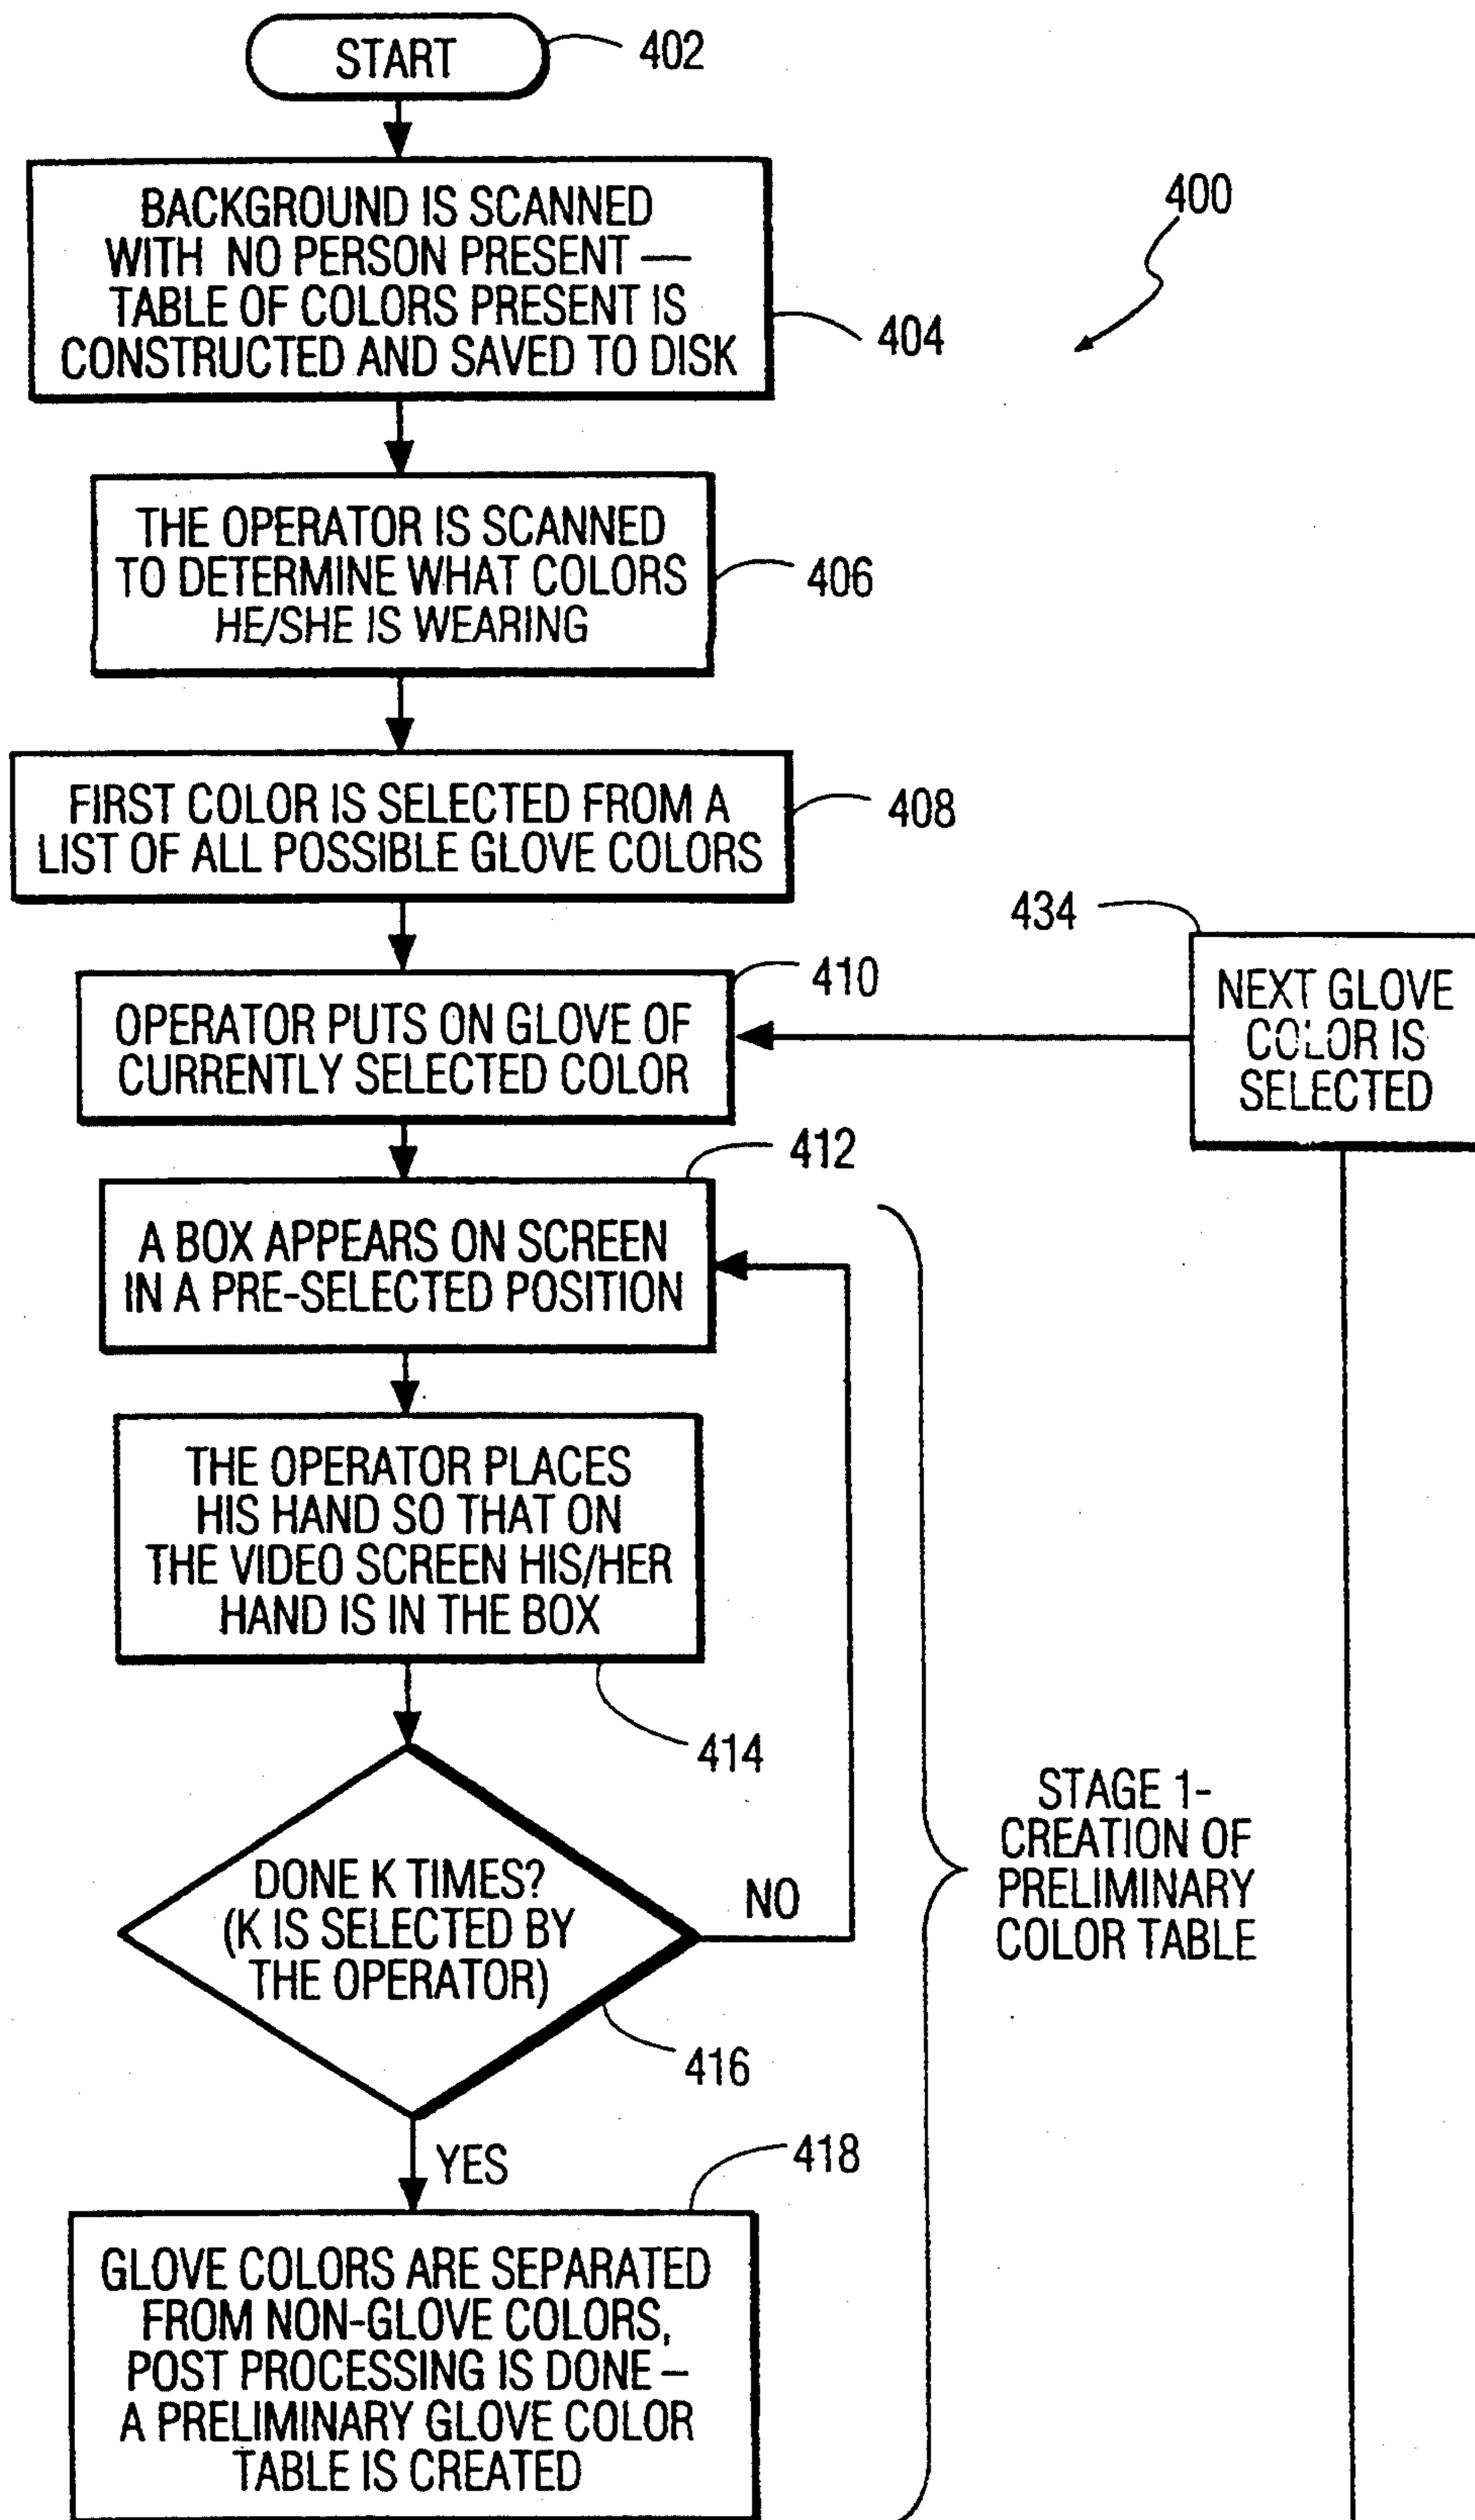 START
402
BACKGROUND IS SCANNED
WITH NO PERSON PRESENT —
TABLE OF COLORS PRESENT IS
CONSTRUCTED AND SAVED TO DISK
404
400
THE OPERATOR IS SCANNED
TO DETERMINE WHAT COLORS
HE/SHE IS WEARING
406
FIRST COLOR IS SELECTED FROM A
LIST OF ALL POSSIBLE GLOVE COLORS
408
434
NEXT GLOVE
COLOR IS
SELECTED
OPERATOR PUTS ON GLOVE OF
CURRENTLY SELECTED COLOR
410
A BOX APPEARS ON SCREEN
IN A PRE-SELECTED POSITION
412
THE OPERATOR PLACES
HIS HAND SO THAT ON
THE VIDEO SCREEN HIS/HER
HAND IS IN THE BOX
414
DONE K TIMES?
(K IS SELECTED BY
THE OPERATOR)
NO
416
STAGE 1-
CREATION OF
PRELIMINARY
COLOR TABLE
YES
418
GLOVE COLORS ARE SEPARATED
FROM NON-GLOVE COLORS,
POST PROCESSING IS DONE –
A PRELIMINARY GLOVE COLOR
TABLE IS CREATED